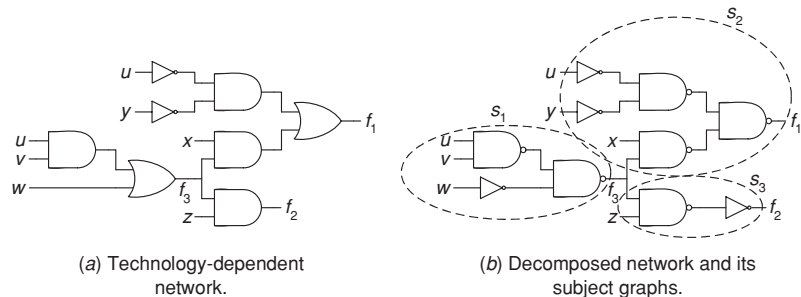 u
y
u
v
w
x
z
f3
f1
f2
s1
s2
s3
u
y
u
v
w
x
z
f3
f1
f2
(a) Technology-dependent
network.
(b) Decomposed network and its
subject graphs.